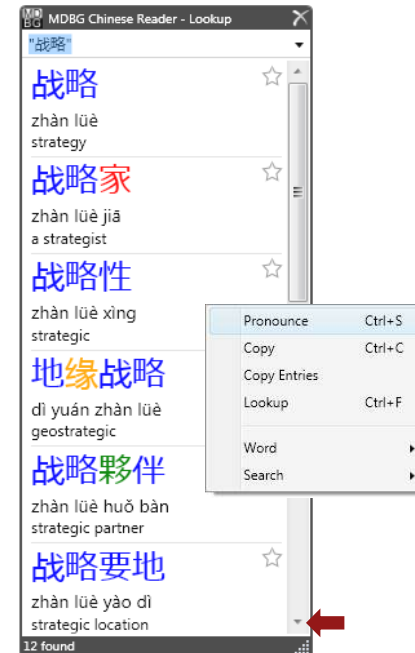 MD BG MDBG Chinese Reader - Lookup
"战略"
战略
zhàn lüè
strategy
战略家
zhàn lüè jiā
a strategist
战略性
zhàn lüè xìng
strategic
地缘战略
dì yuán zhàn lüè
geostrategic
战略夥伴
zhàn lüè huǒ bàn
strategic partner
战略要地
zhàn lüè yào dì
strategic location
12 found
Pronounce Ctrl+S
Copy Ctrl+C
Copy Entries
Lookup Ctrl+F
Word
Search